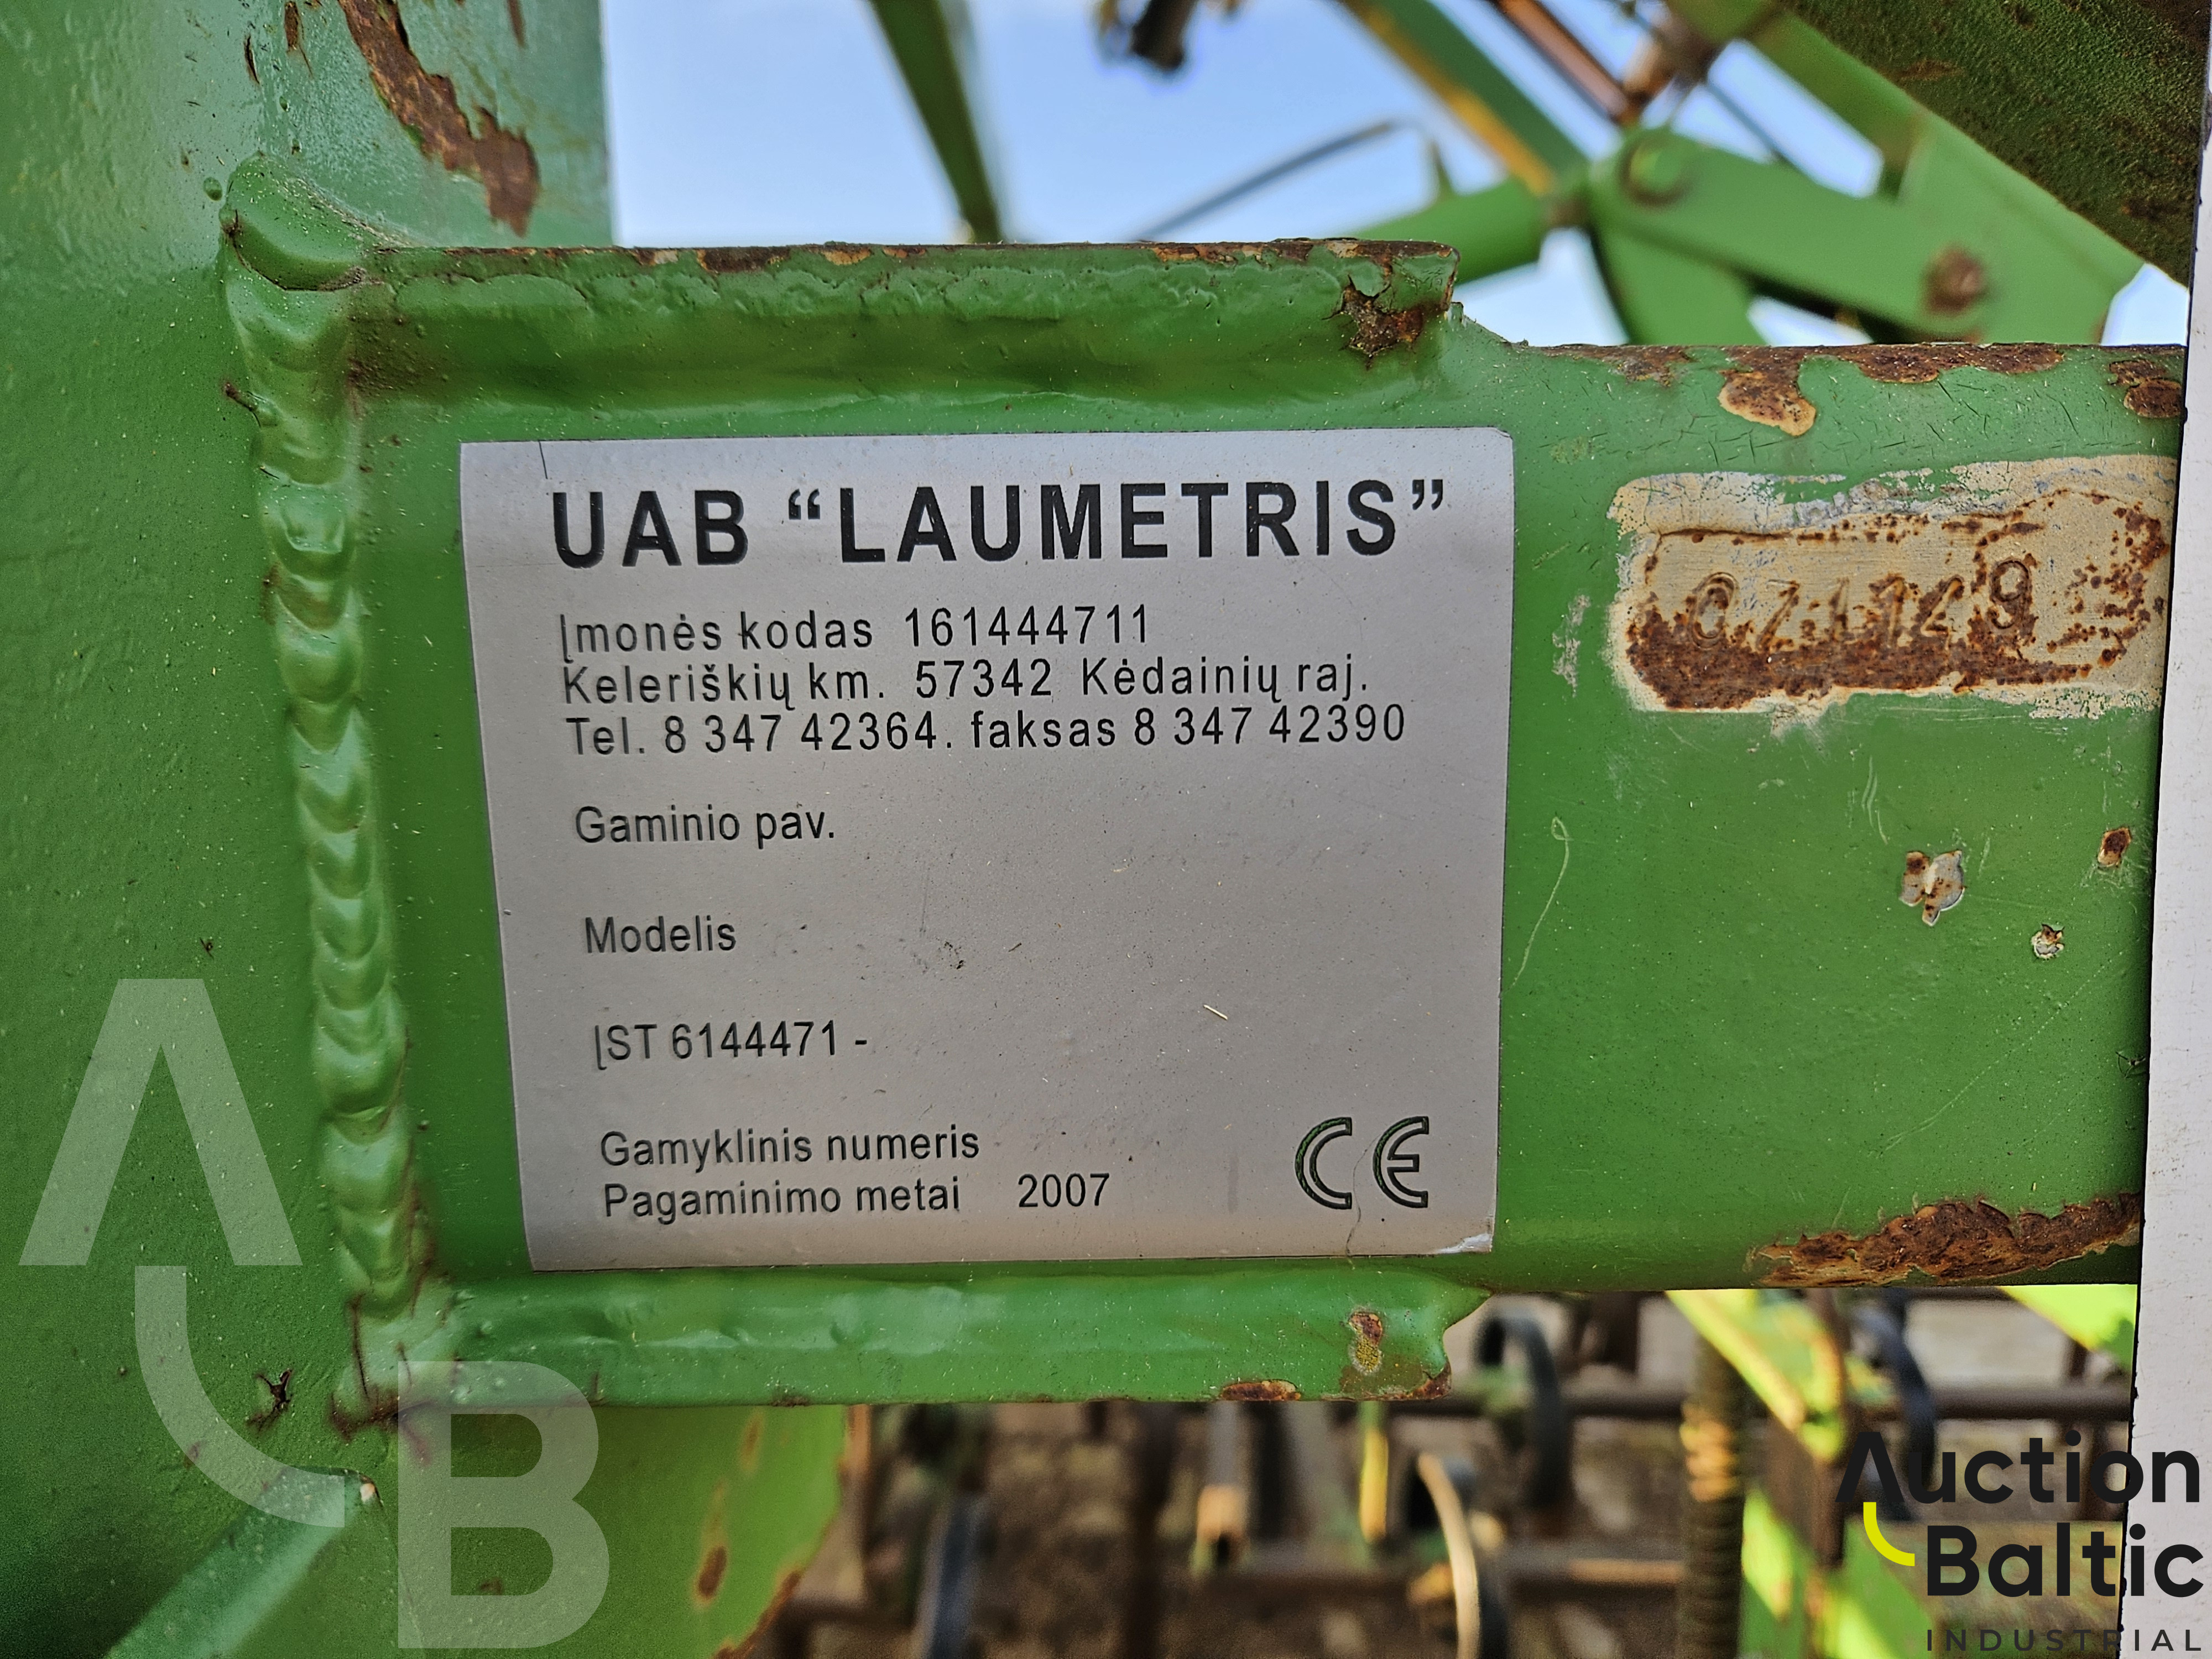 UAB “LAUMETRIS”
Įmonės kodas 161444711
Keleriškių km. 57342 Kėdainių raj.
Tel. 8 347 42364. faksas 8 347 42390
Gaminio pav.
Modelis
ĮST 6144471 -
Gamyklinis numeris
Pagaminimo metai 2007
CE
AB
Auction
Baltic
INDUSTRIAL